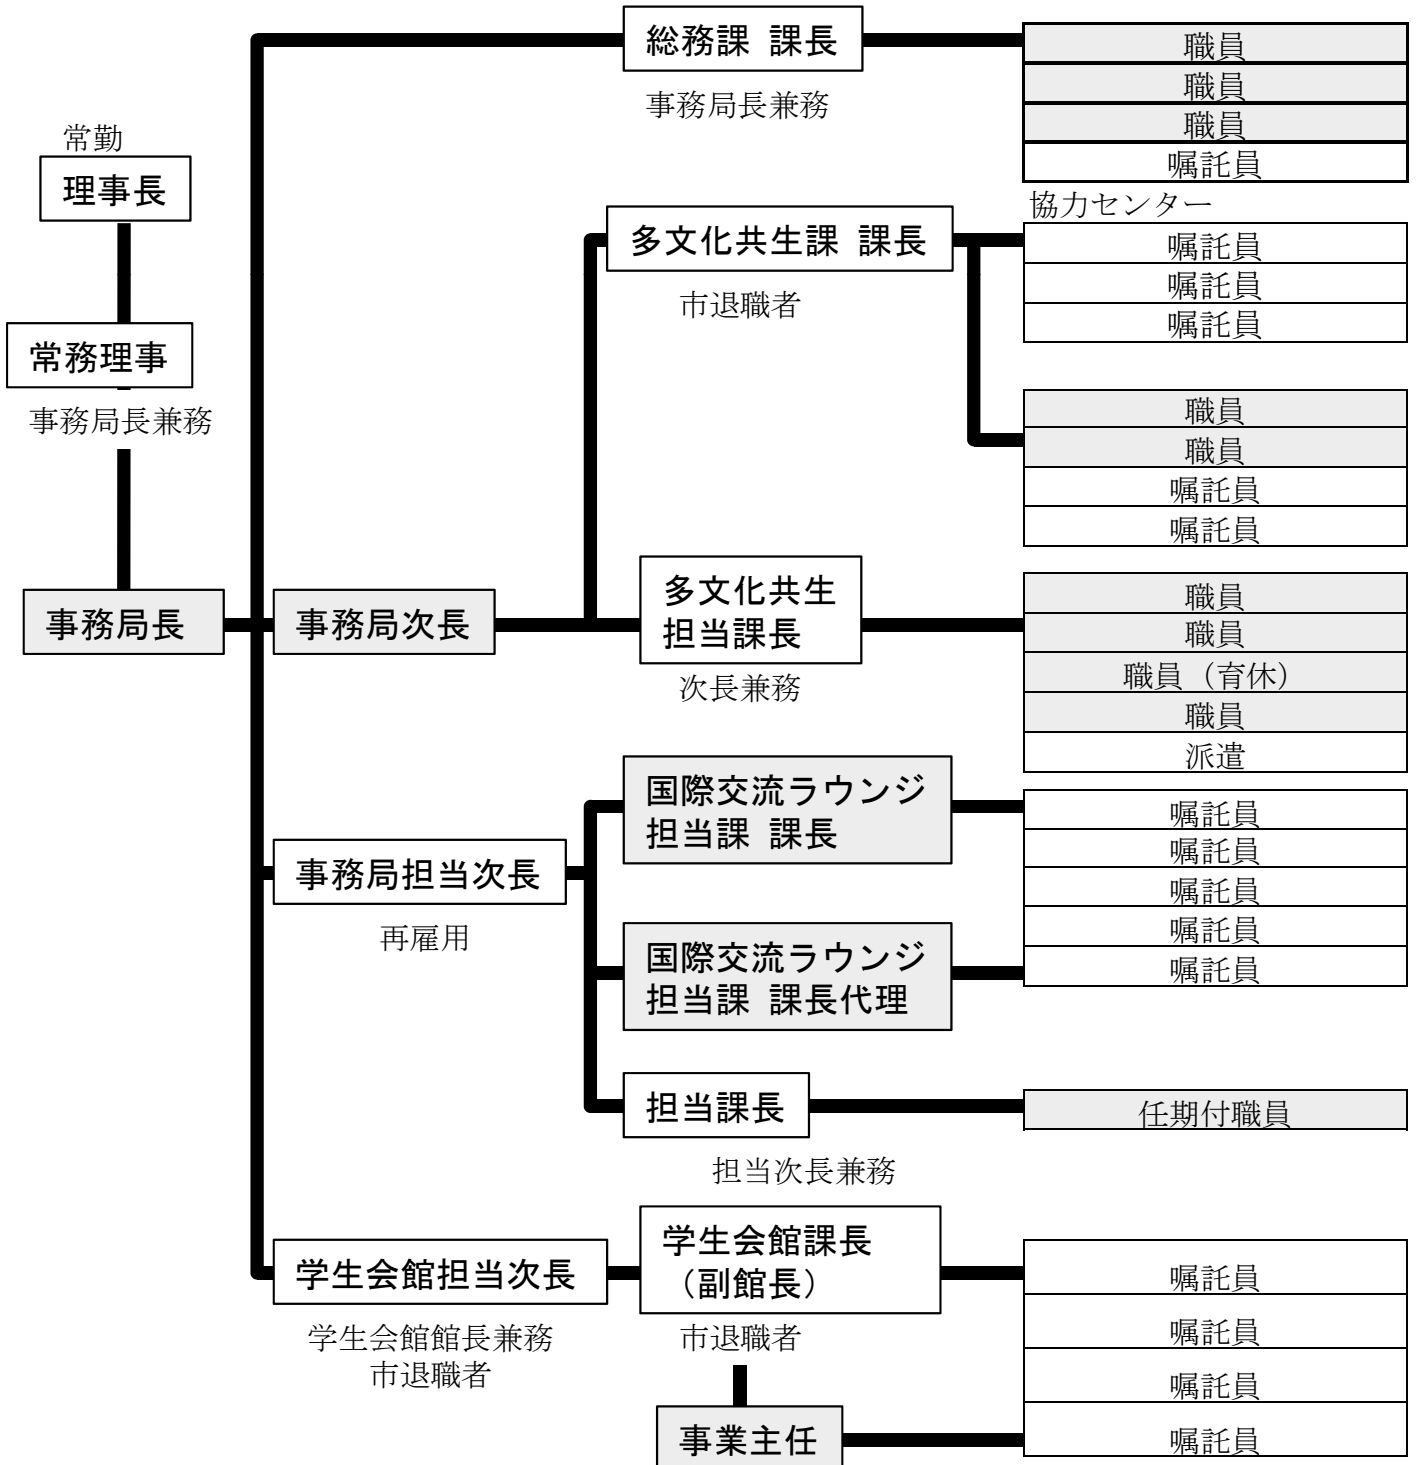 常勤
理事長
常務理事
事務局長兼務
事務局長
総務課 課長
事務局長兼務
職員
職員
職員
嘱託員
事務局次長
多文化共生課 課長
市退職者
協力センター
嘱託員
嘱託員
嘱託員
職員
職員
嘱託員
嘱託員
多文化共生
担当課長
次長兼務
職員
職員
職員（育休）
職員
派遣
事務局担当次長
再雇用
国際交流ラウンジ
担当課 課長
国際交流ラウンジ
担当課 課長代理
嘱託員
嘱託員
嘱託員
嘱託員
嘱託員
担当課長
担当次長兼務
任期付職員
学生会館担当次長
学生会館館長兼務
市退職者
学生会館課長
（副館長）
市退職者
事業主任
嘱託員
嘱託員
嘱託員
嘱託員